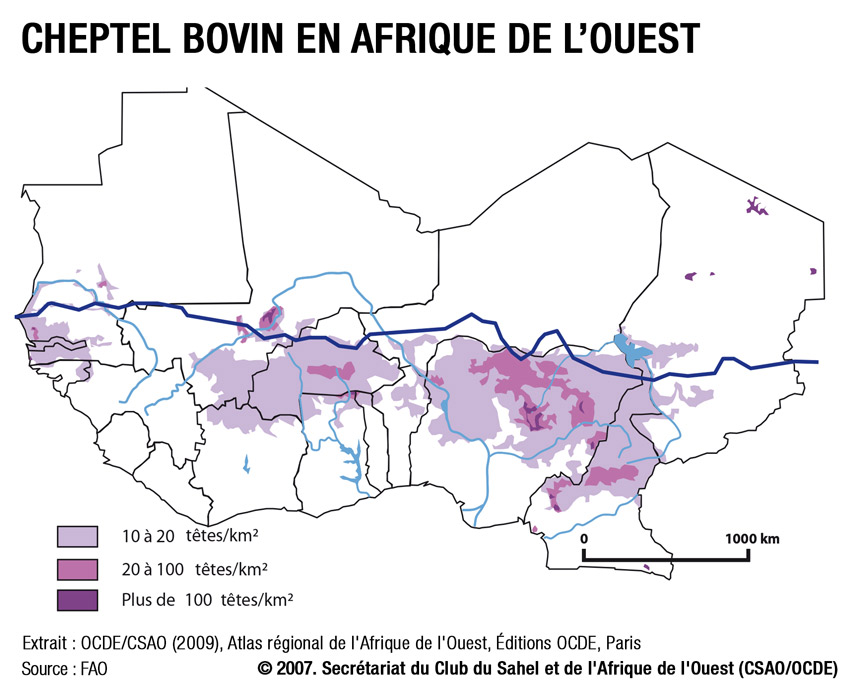 CHEPTEL BOVIN EN AFRIQUE DE L’OUEST
10 à 20 têtes/km²
20 à 100 têtes/km²
Plus de 100 têtes/km²
0 1000 km
Extrait : OCDE/CSAO (2009), Atlas régional de l'Afrique de l'Ouest, Éditions OCDE, Paris
Source : FAO © 2007. Secrétariat du Club du Sahel et de l'Afrique de l'Ouest (CSAO/OCDE)